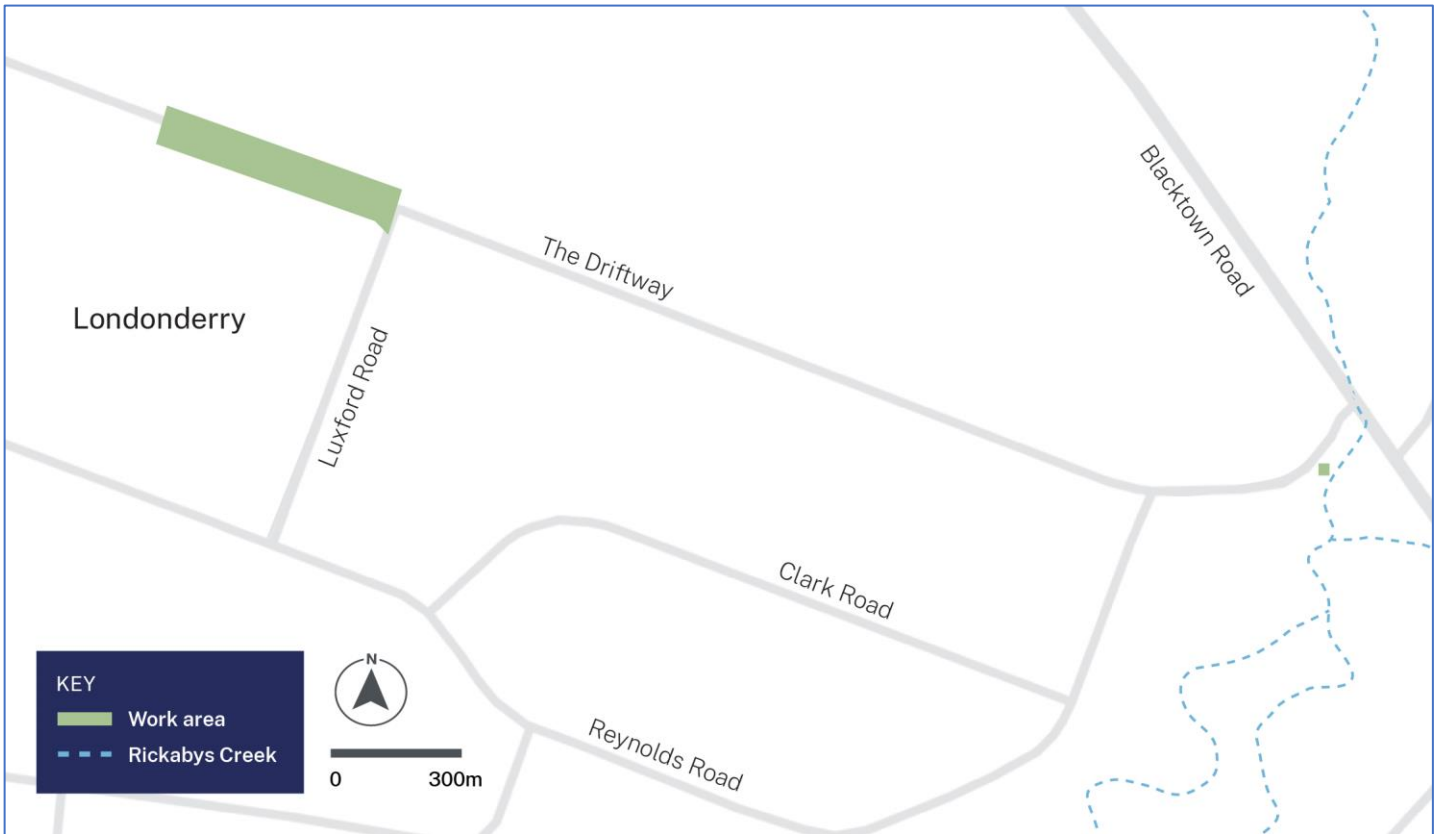 Blacktown Road
The Driftway
Londonderry
Luxford Road
Clark Road
Reynolds Road
KEY
Work area
Rickabys Creek
N
0 300m